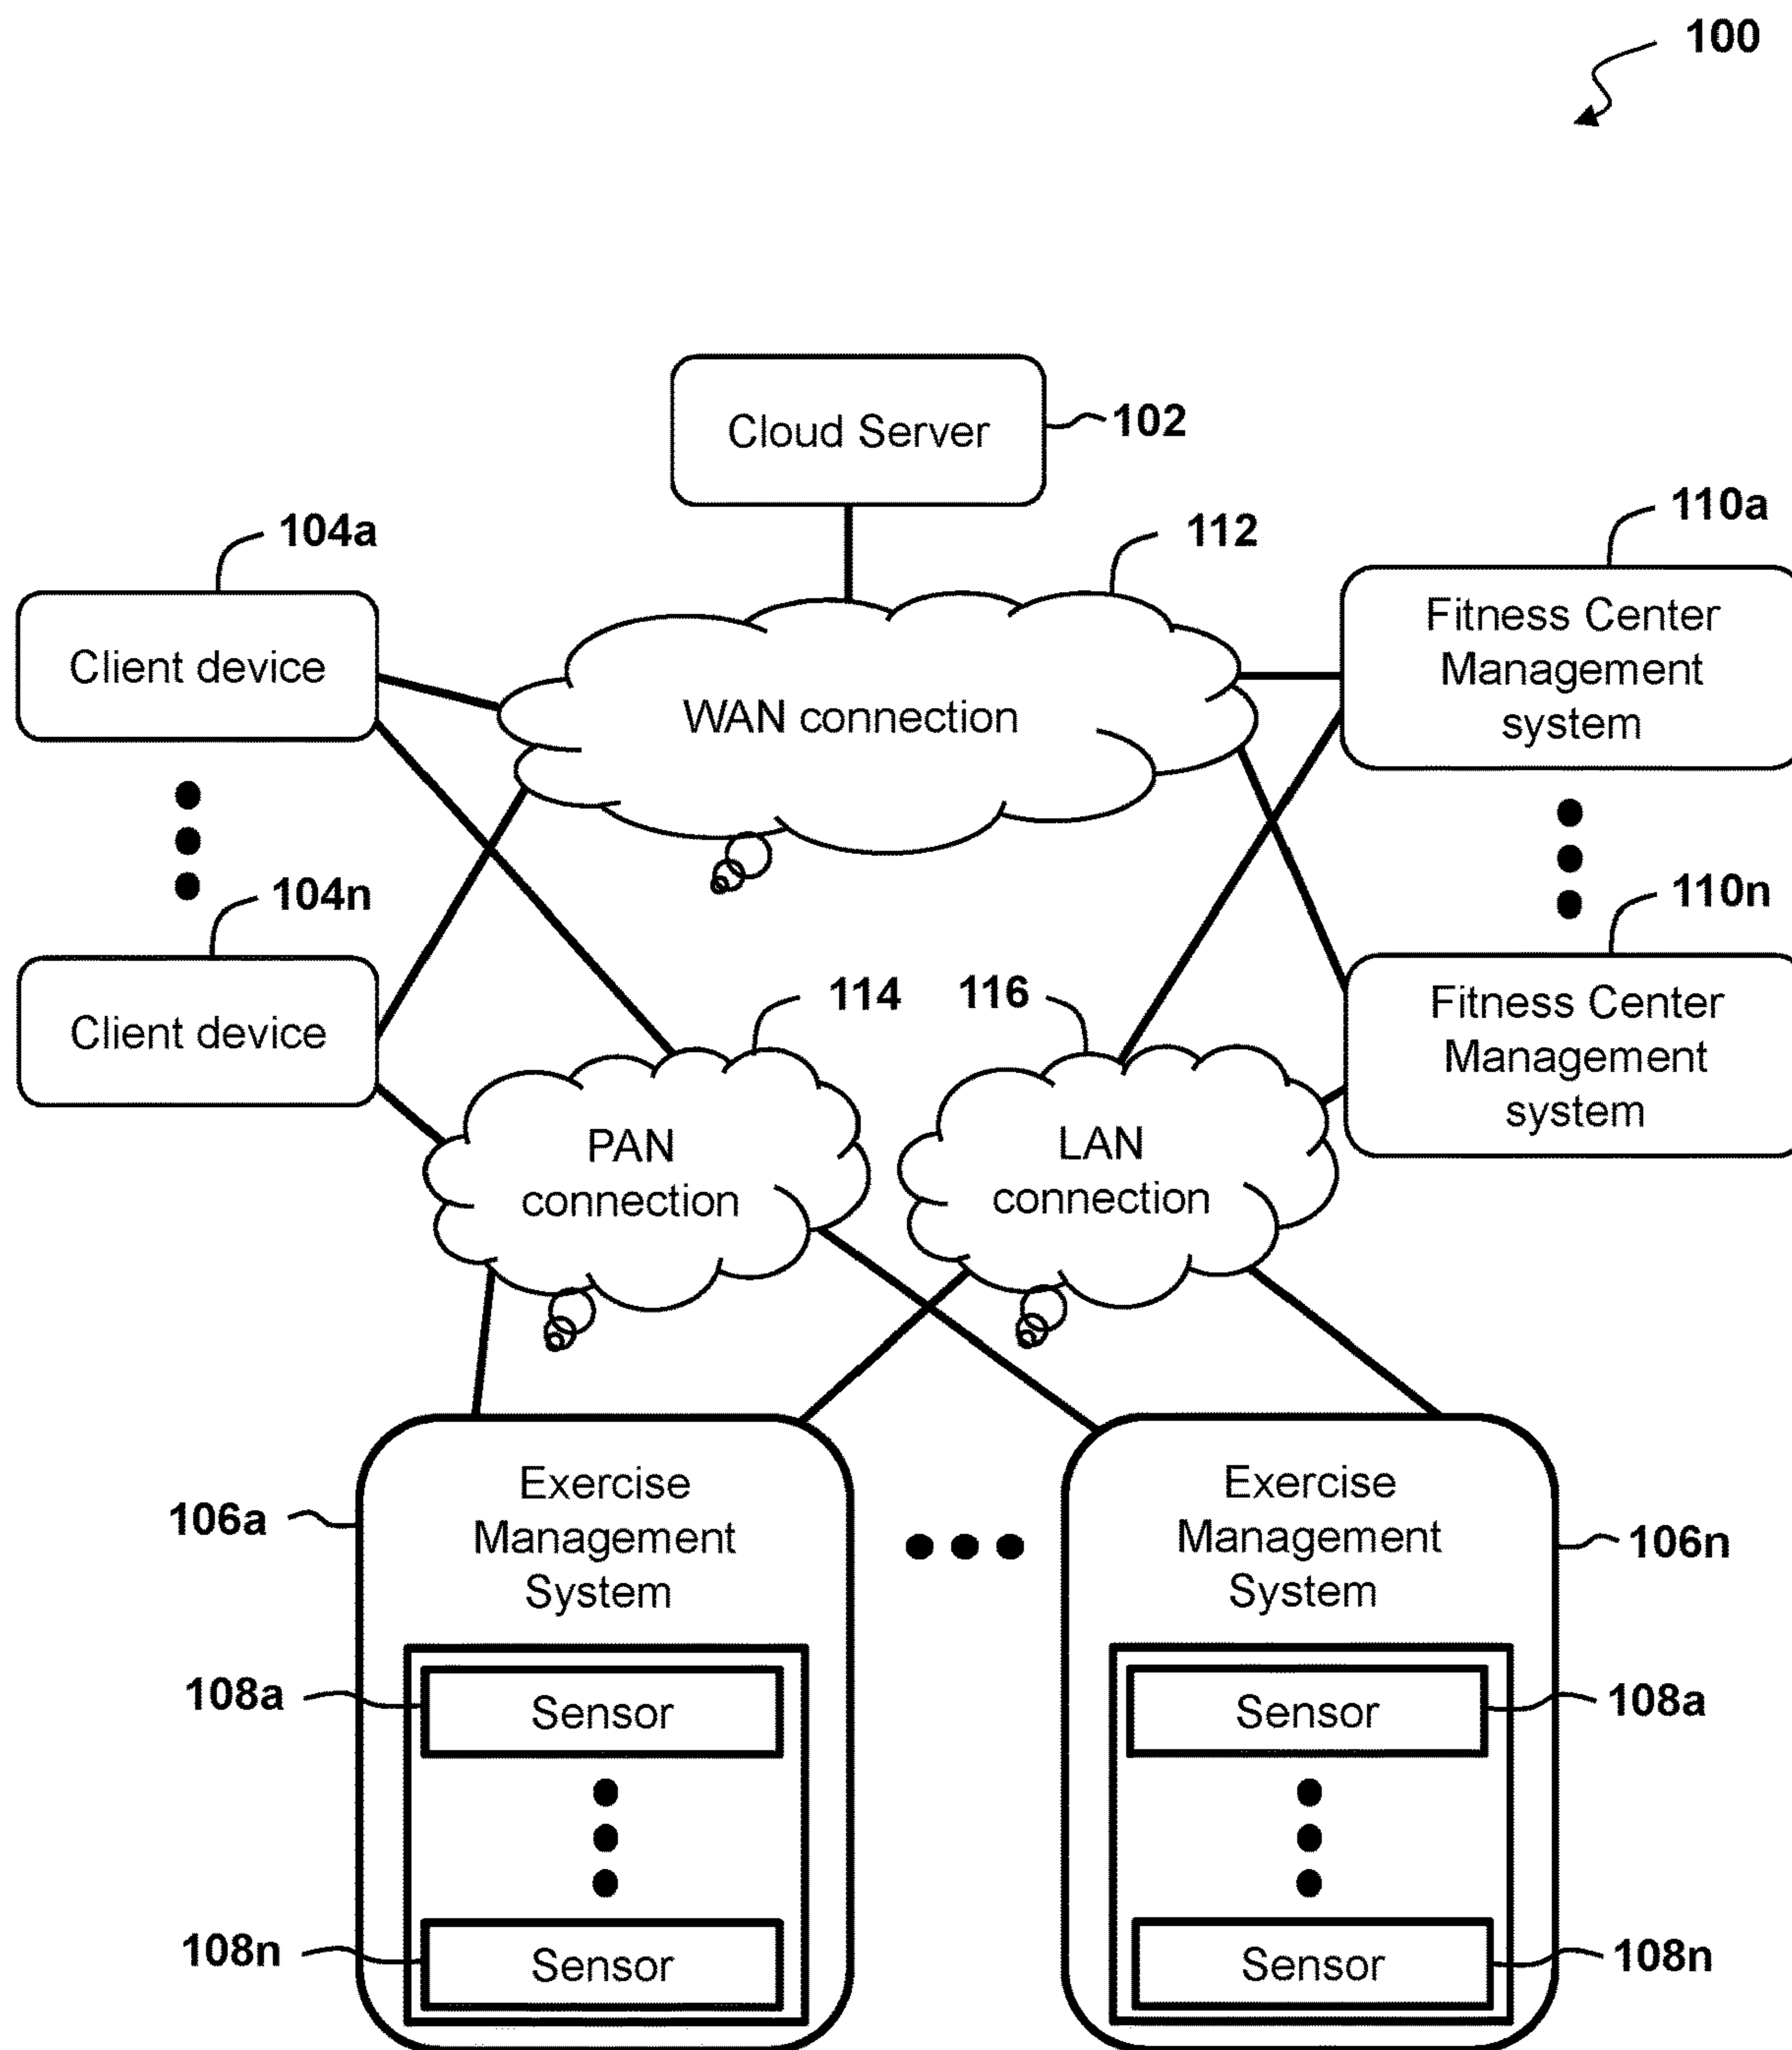 100
Cloud Server
102
104a
112
110a
Client device
WAN connection
Fitness Center
Management
system
104n
110n
Client device
114
116
Fitness Center
Management
system
PAN
connection
LAN
connection
106a
Exercise
Management
System
Exercise
Management
System
106n
108a
Sensor
Sensor
108a
108n
Sensor
Sensor
108n